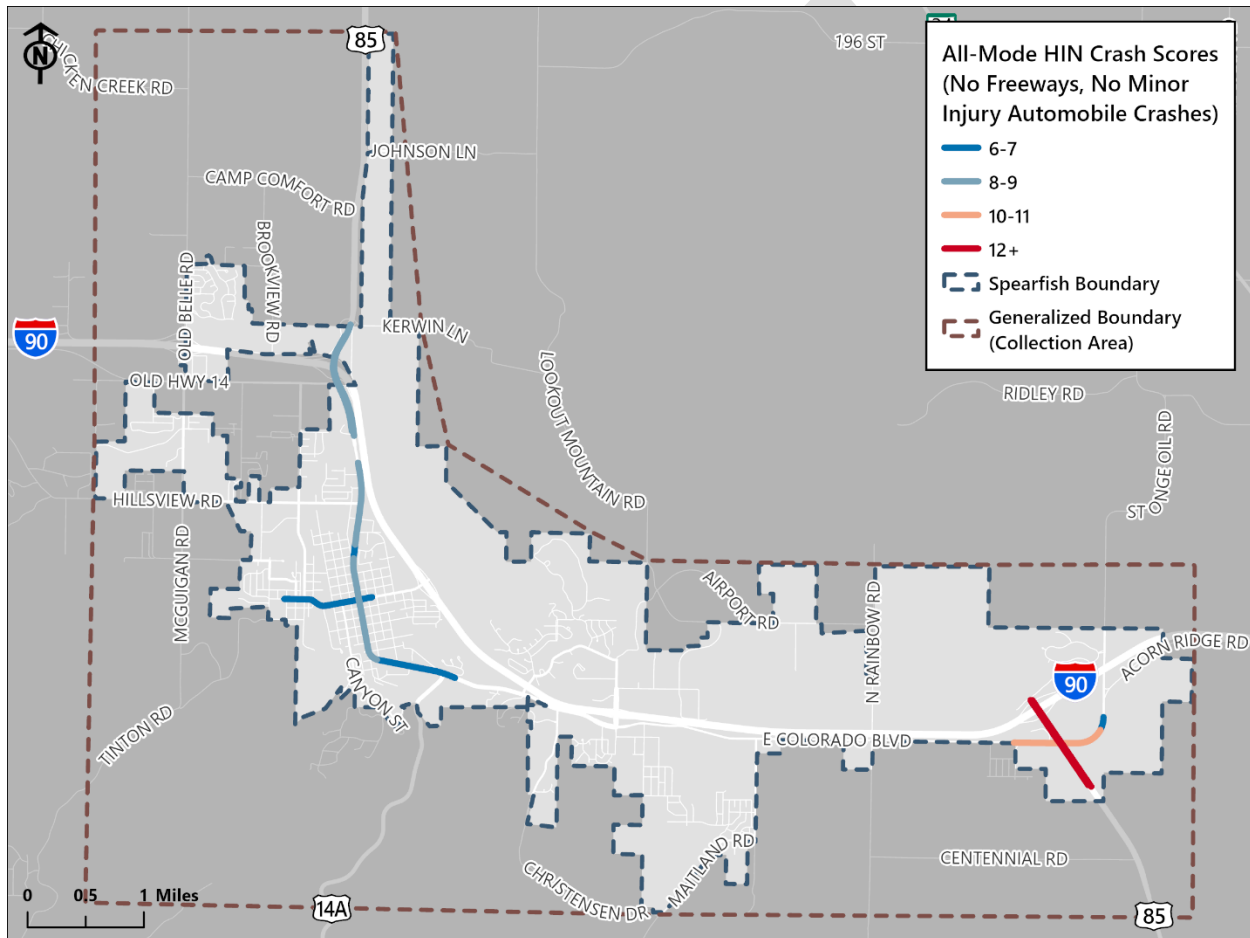 85
196 ST
N
CHICKEN CREEK RD
All-Mode HIN Crash Scores
(No Freeways, No Minor
Injury Automobile Crashes)
6-7
8-9
10-11
12+
Spearfish Boundary
Generalized Boundary
(Collection Area)
JOHNSON LN
CAMP COMFORT RD
BROOKVIEW RD
OLD BELLE RD
KERWIN LN
90
OLD HWY 14
LOOKOUT MOUNTAIN RD
RIDLEY RD
ST ONGE OIL RD
HILLSVIEW RD
MCGUIGAN RD
AIRPORT RD
N RAINBOW RD
ACORN RIDGE RD
90
CANYON ST
TINTON RD
E COLORADO BLVD
CENTENNIAL RD
MAITLAND RD
CHRISTENSEN DR
0 0.5 1 Miles
14A
85